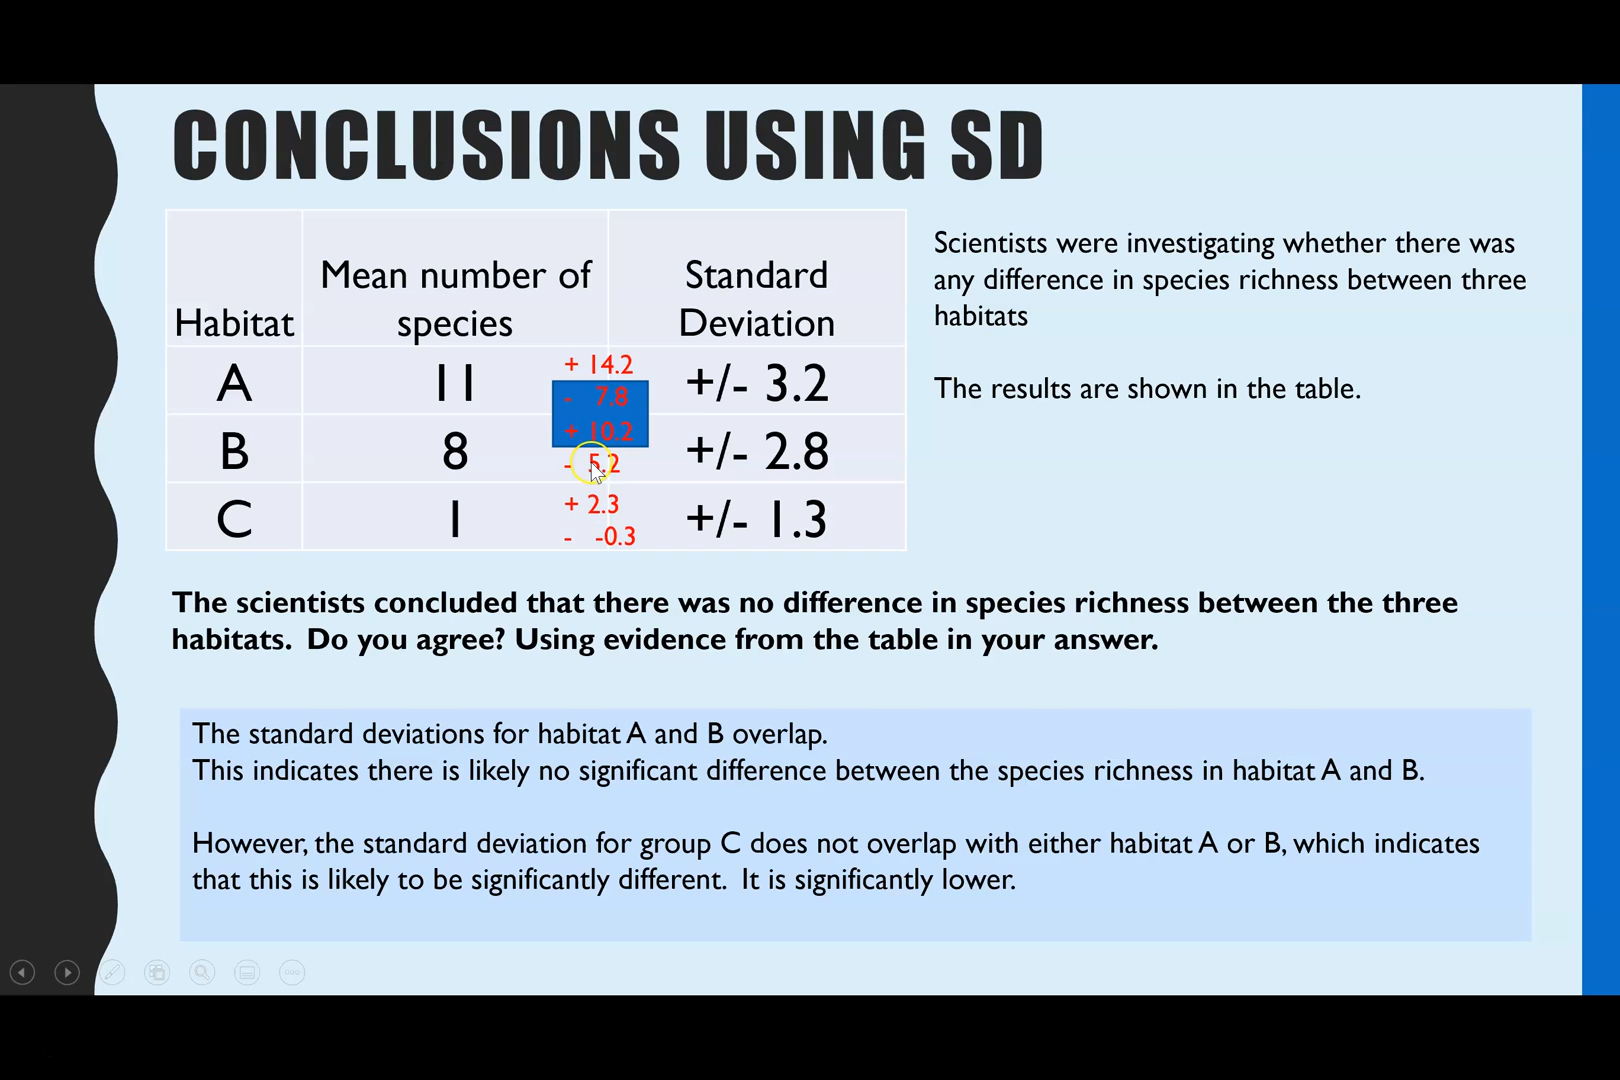 CONCLUSIONS USING SD
Habitat
Mean number of
species
Standard
Deviation
A
11
+ 14.2
- 7.8
+/- 3.2
B
8
+ 10.2
- 5.2
+/- 2.8
C
1
+ 2.3
- -0.3
+/- 1.3
Scientists were investigating whether there was
any difference in species richness between three
habitats
The results are shown in the table.
The scientists concluded that there was no difference in species richness between the three
habitats. Do you agree? Using evidence from the table in your answer.
The standard deviations for habitat A and B overlap.
This indicates there is likely no significant difference between the species richness in habitat A and B.
However, the standard deviation for group C does not overlap with either habitat A or B, which indicates
that this is likely to be significantly different. It is significantly lower.